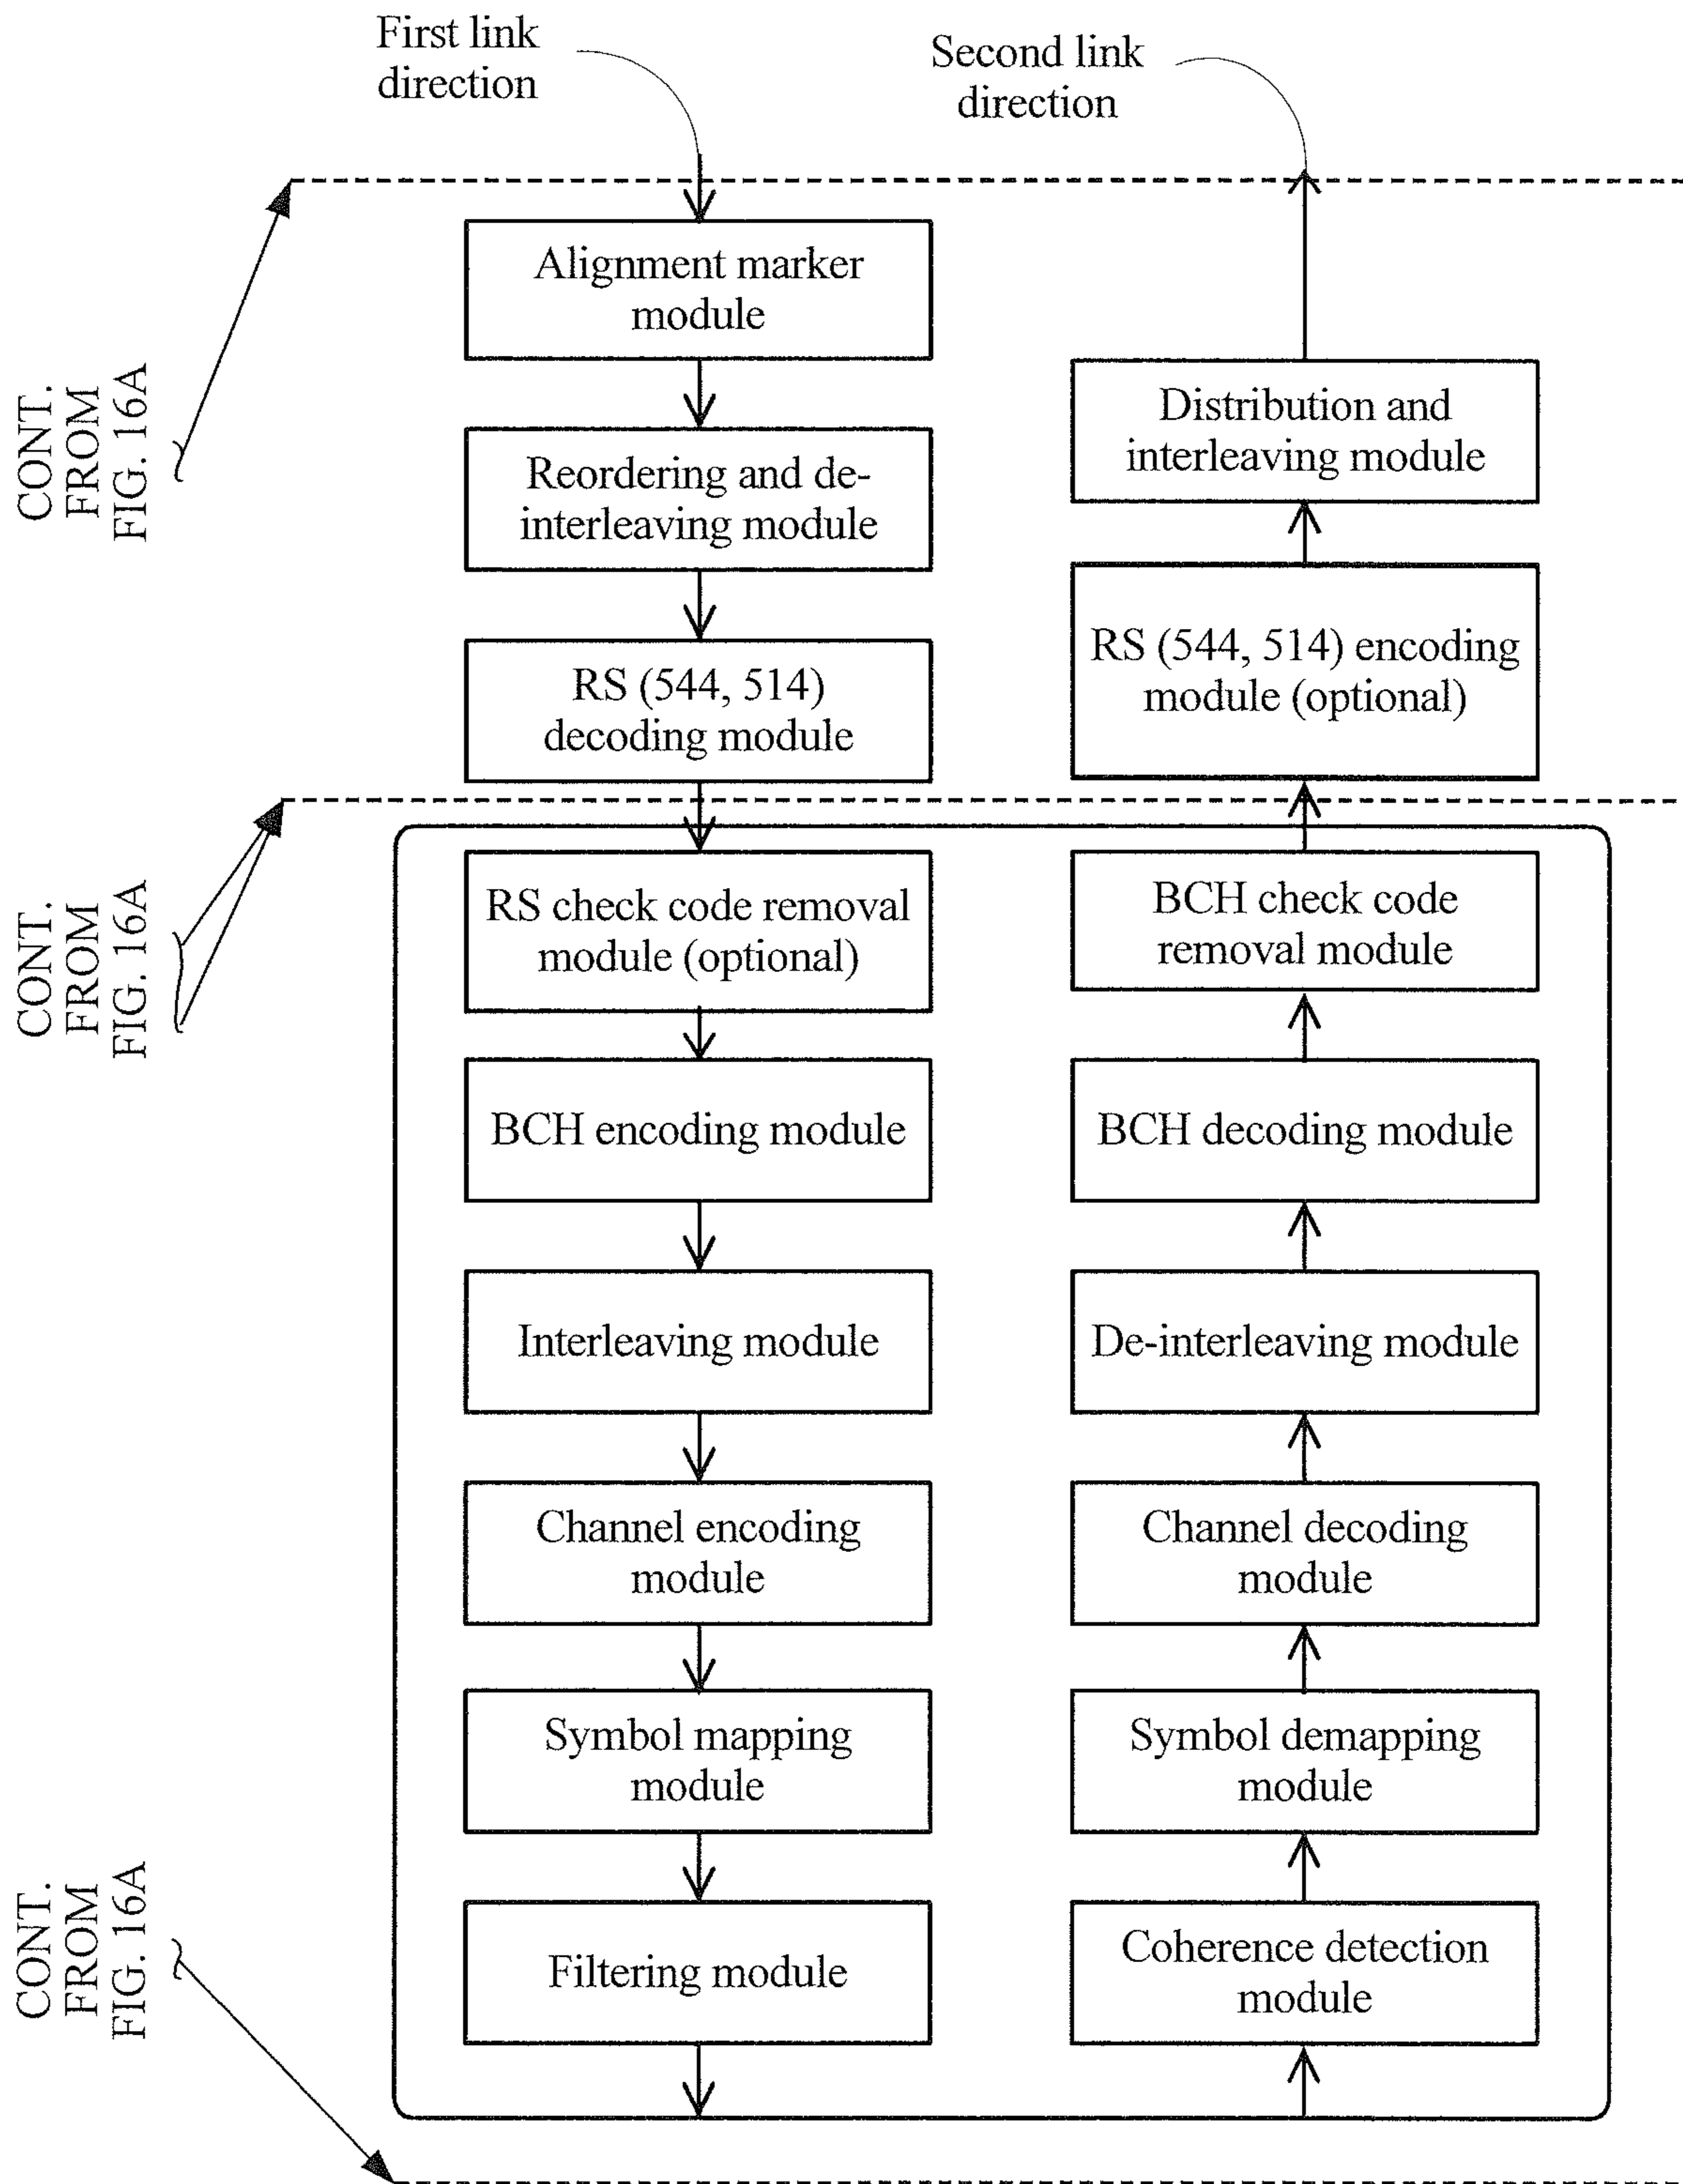 First link
direction
Second link
direction
CONT.
FROM
FIG. 16A
Alignment marker
module
Reordering and de-
interleaving module
RS (544, 514)
decoding module
Distribution and
interleaving module
RS (544, 514) encoding
module (optional)
CONT.
FROM
FIG. 16A
RS check code removal
module (optional)
BCH encoding module
Interleaving module
Channel encoding
module
Symbol mapping
module
Filtering module
BCH check code
removal module
BCH decoding module
De-interleaving module
Channel decoding
module
Symbol demapping
module
Coherence detection
module
CONT.
FROM
FIG. 16A